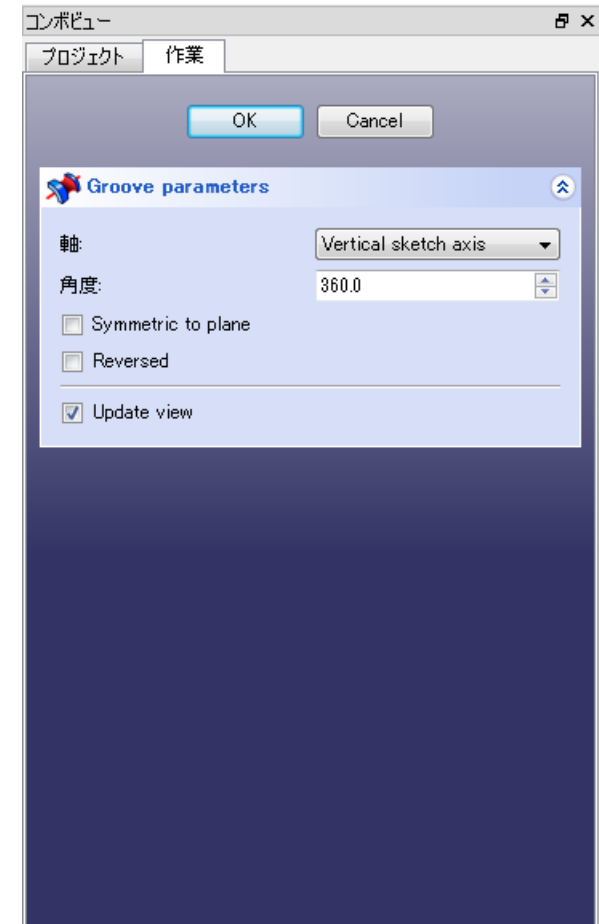 コンボビュー
プロジェクト 作業
OK Cancel
Groove parameters
軸: Vertical sketch axis
角度: 360.0
Symmetric to plane
Reversed
Update view